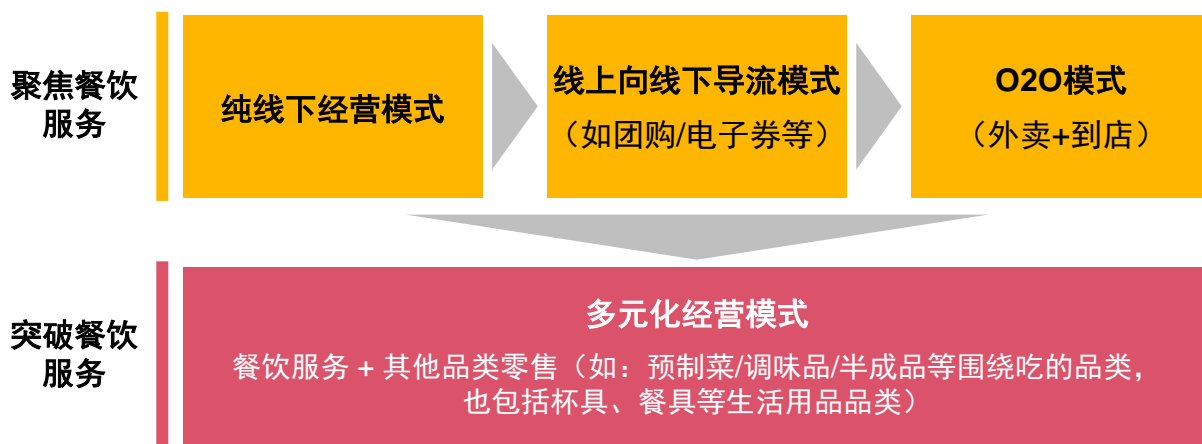 聚焦餐饮
服务
纯线下经营模式
线上向线下导流模式
（如团购/电子券等）
O2O模式
（外卖+到店）
突破餐饮
服务
多元化经营模式
餐饮服务 + 其他品类零售（如：预制菜/调味品/半成品等围绕吃的品类，
也包括杯具、餐具等生活用品品类）